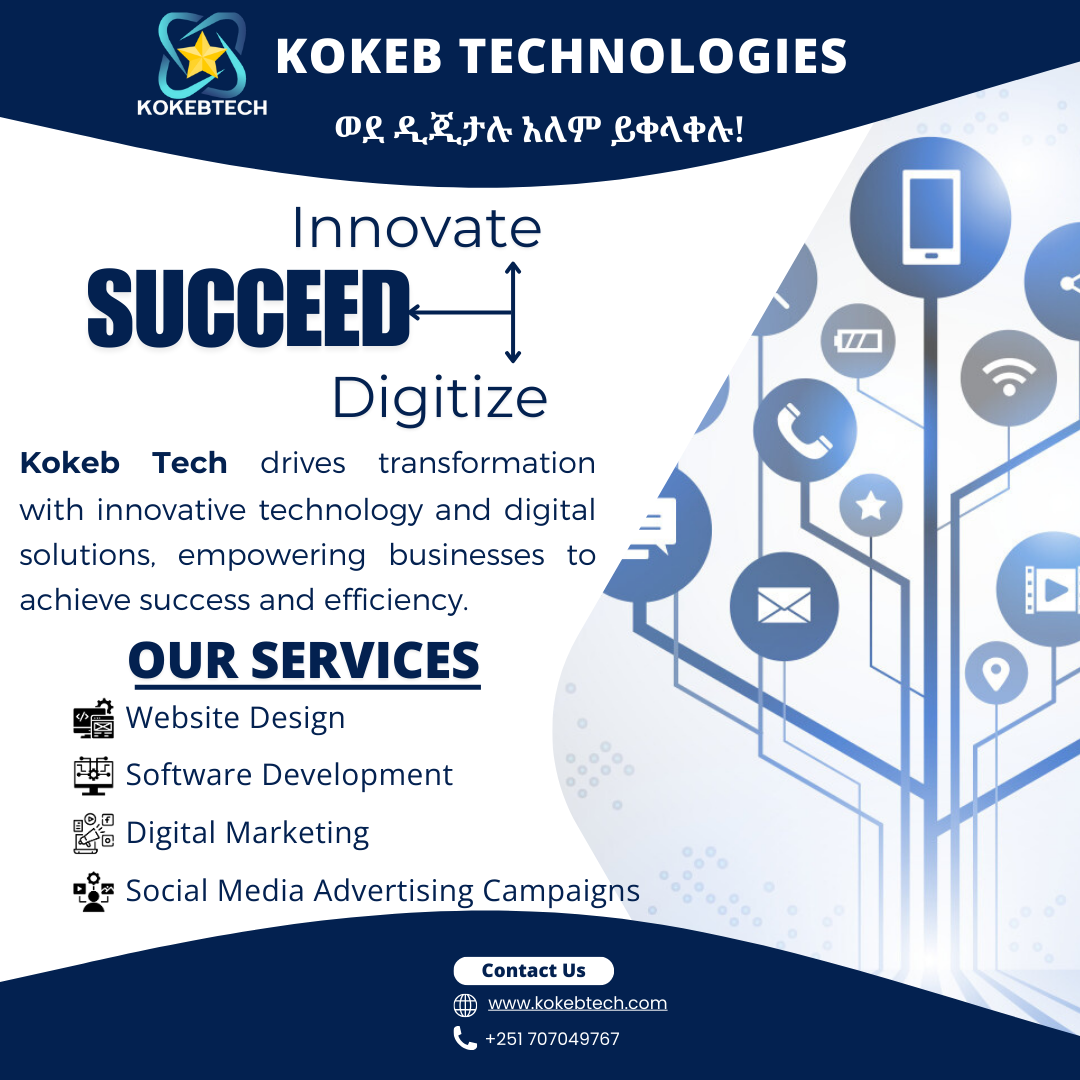 KOKEB TECHNOLOGIES
KOKEBTECH
ወደ ዲጂታሉ አለም ይቀላቀሉ!
Innovate
SUCCEED
Digitize
Kokeb Tech drives transformation
with innovative technology and digital
solutions, empowering businesses to
achieve success and efficiency.
OUR SERVICES
Website Design
Software Development
Digital Marketing
Social Media Advertising Campaigns
Contact Us
www.kokebtech.com
+251 707049767